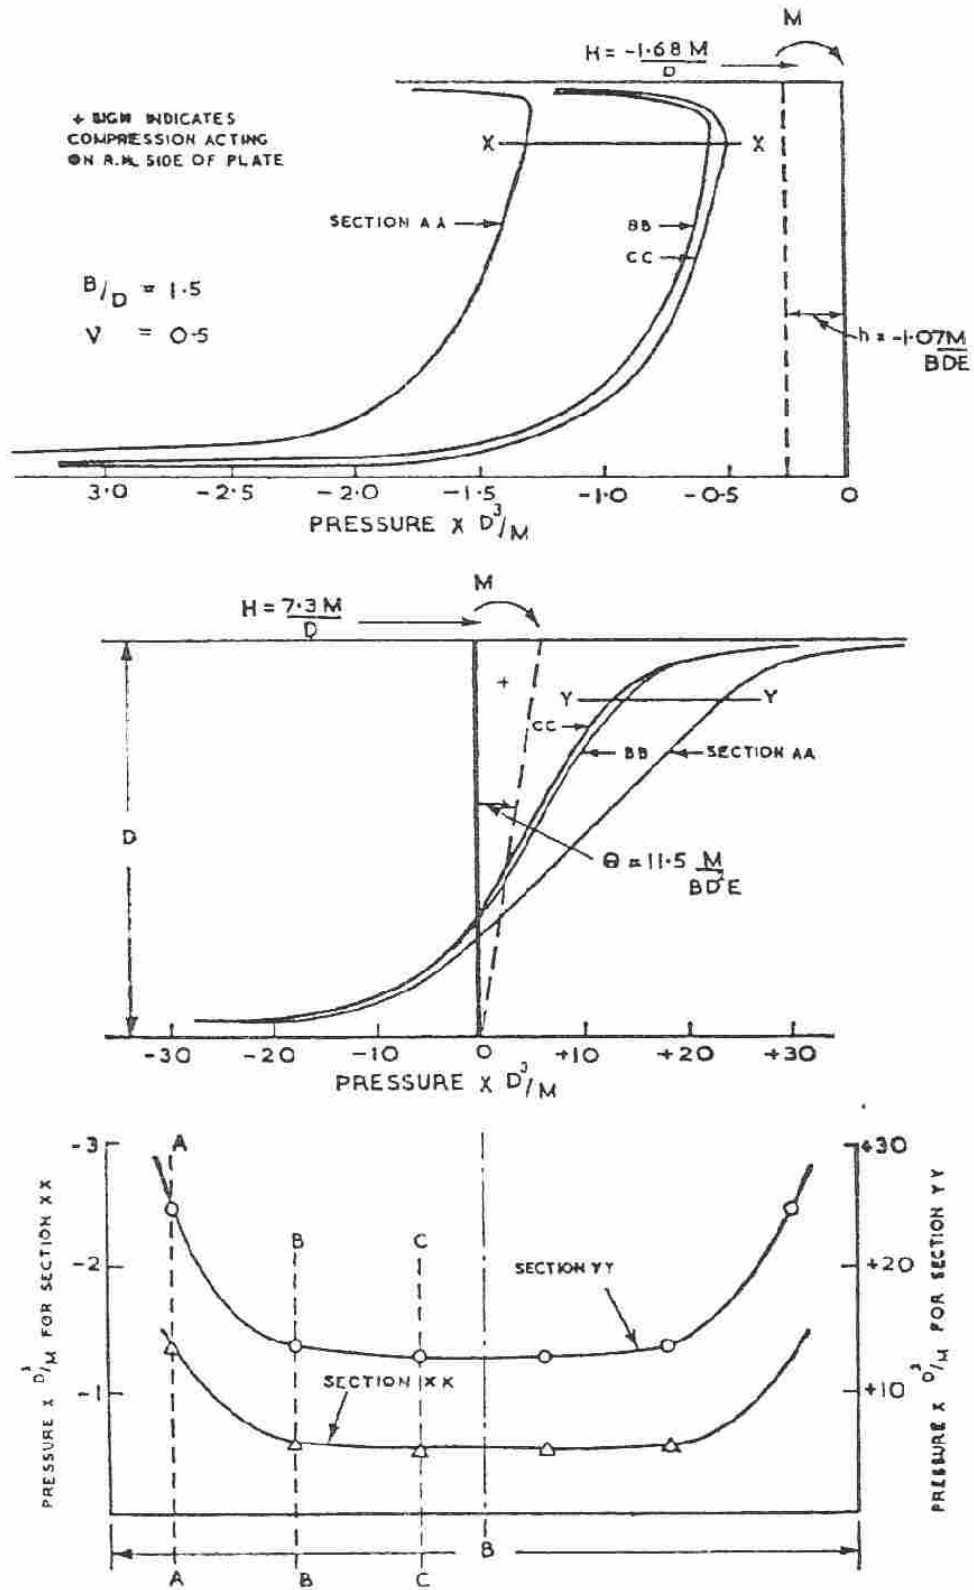 M
H = -1.68 M
D
+ SIGN INDICATES
COMPRESSION ACTING
ON R.H. SIDE OF PLATE
X X
SECTION AA
BB
CC
B/D = 1.5
V = 0.5
h = -1.07M
BDE
3.0 -2.5 -2.0 -1.5 -1.0 -0.5 0
PRESSURE X D³/M
M
H = 7.3 M
D
+
Y Y
CC
BB SECTION AA
D
θ = 11.5 M
BD²E
-30 -20 -10 0 +10 +20 +30
PRESSURE X D³/M
-3 A +30
B C
-2 SECTION YY +20
-1 SECTION XX +10
PRESSURE X D³/M FOR SECTION XX
PRESSURE X D³/M FOR SECTION YY
B
A B C